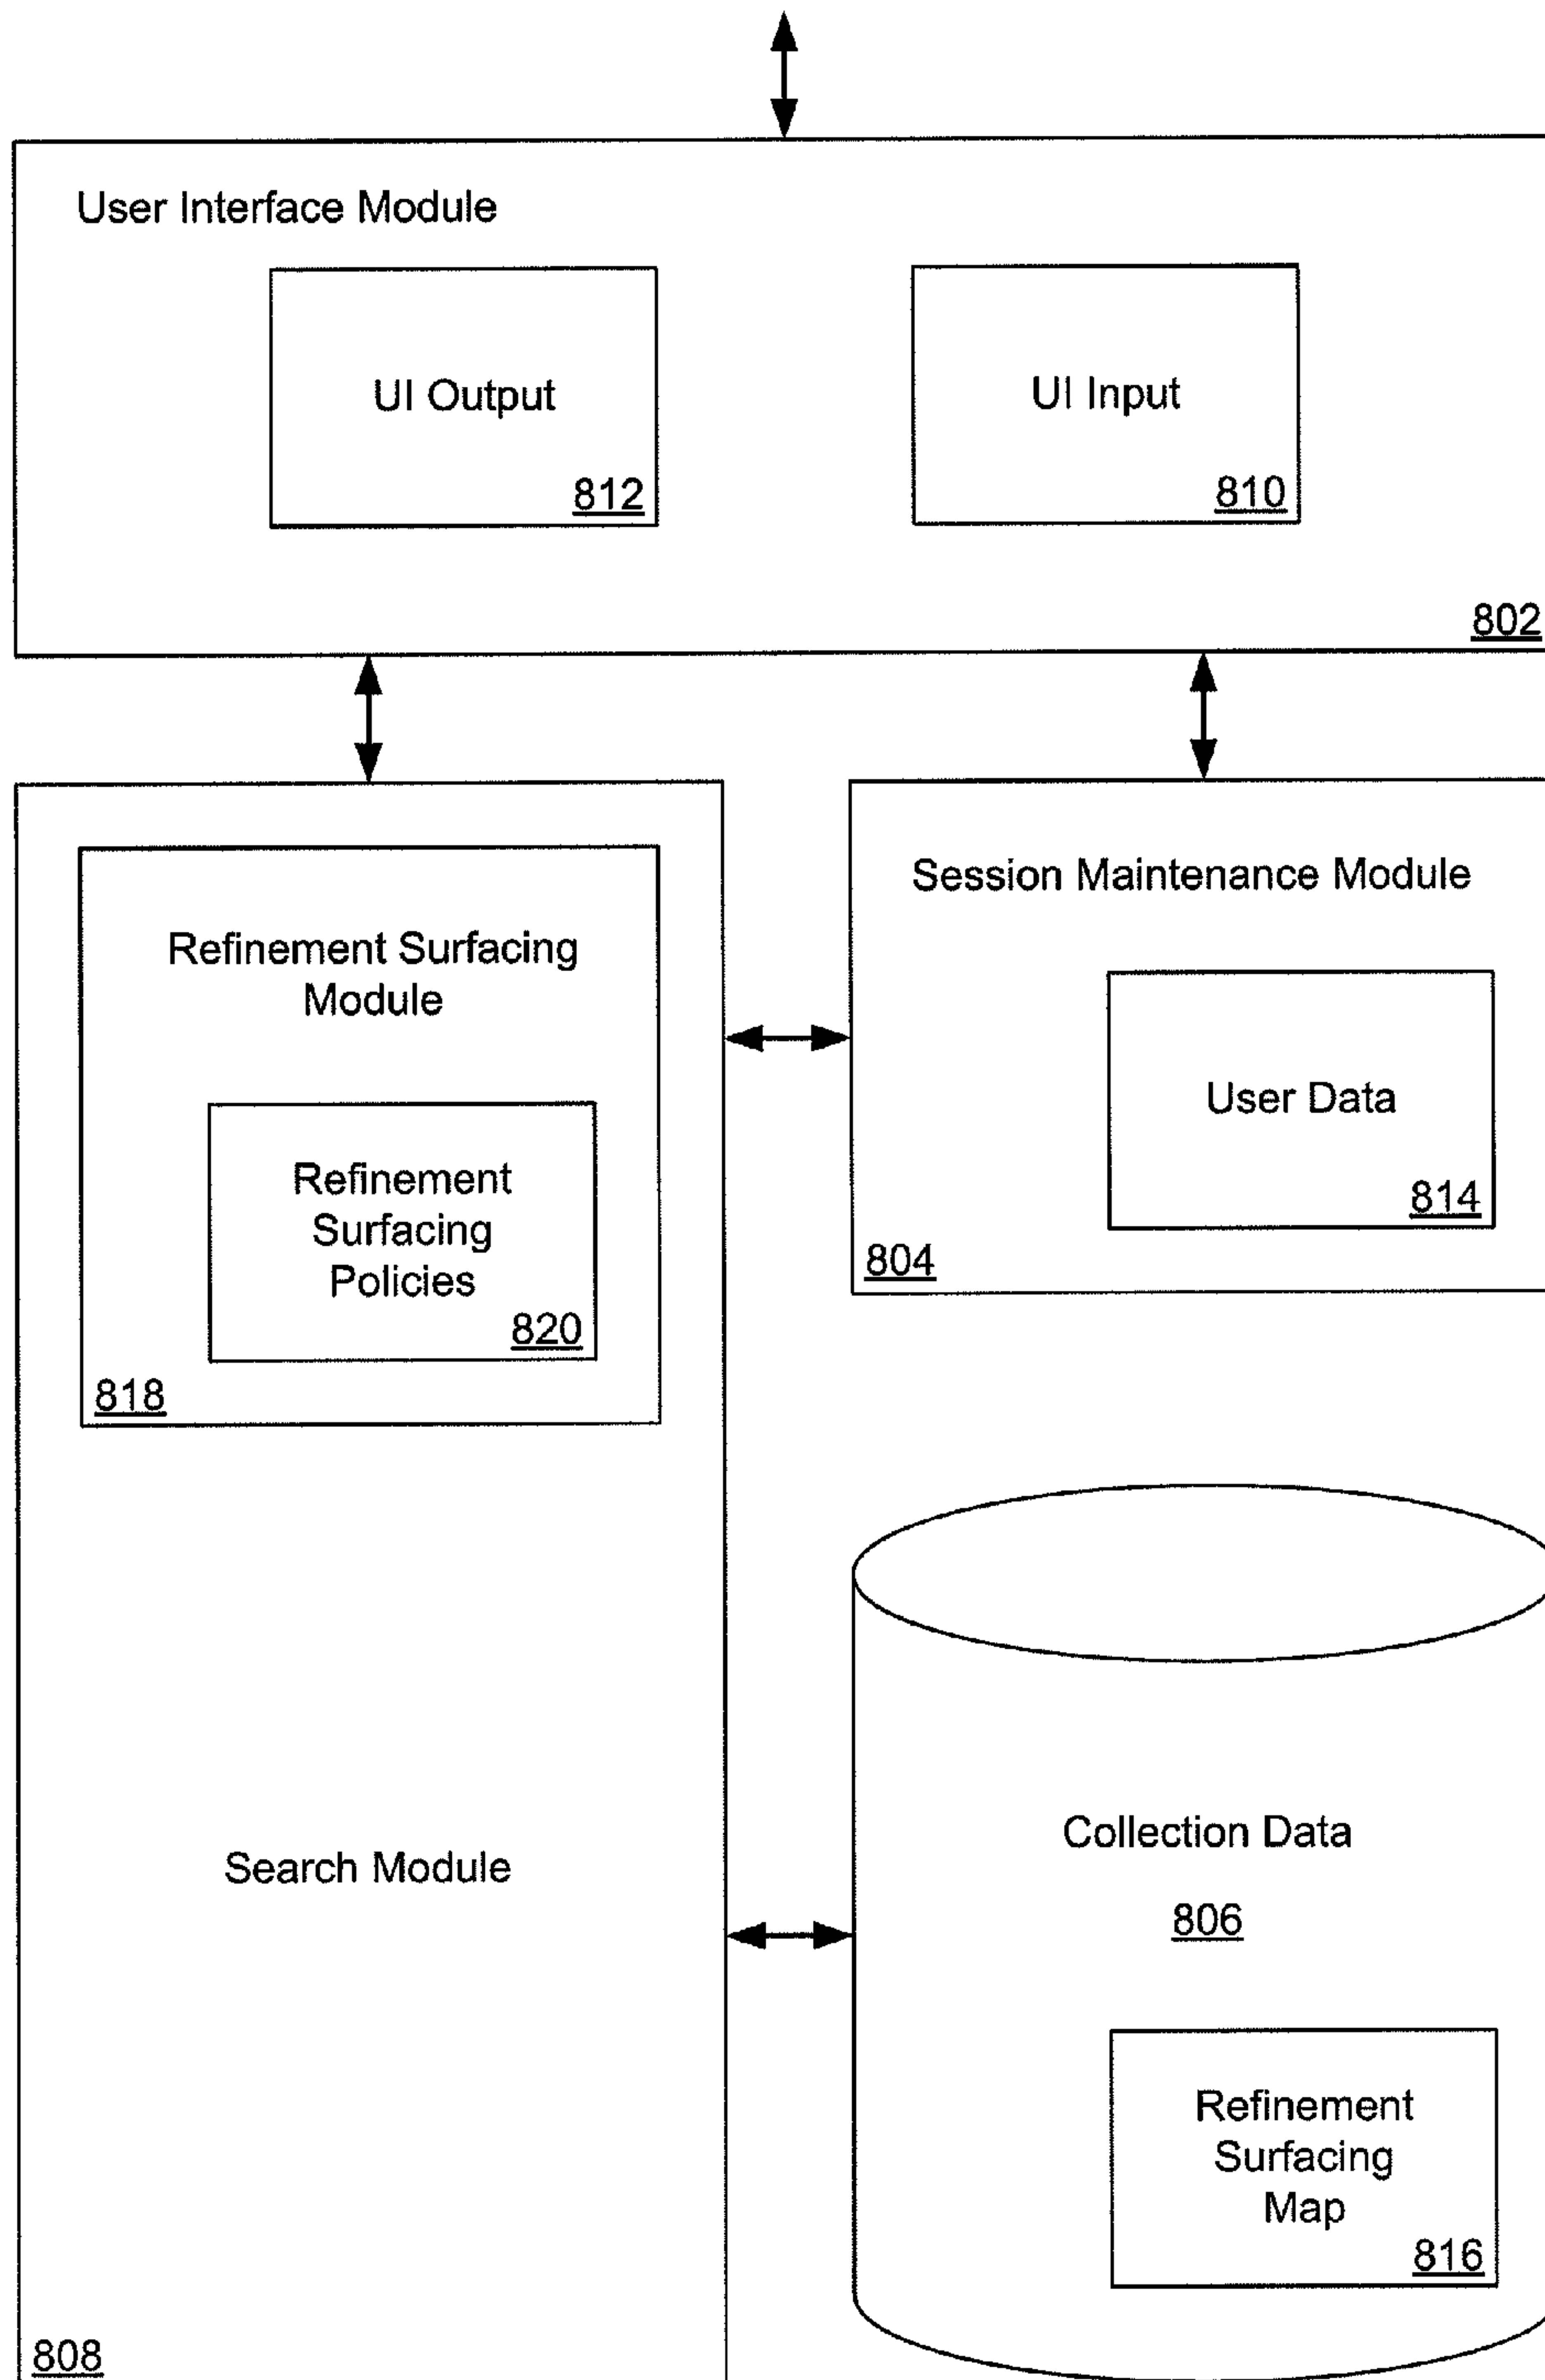 User Interface Module
UI Output
812
UI Input
810
802
Refinement Surfacing
Module
Refinement
Surfacing
Policies
820
818
Search Module
808
Session Maintenance Module
User Data
814
804
Collection Data
806
Refinement
Surfacing
Map
816